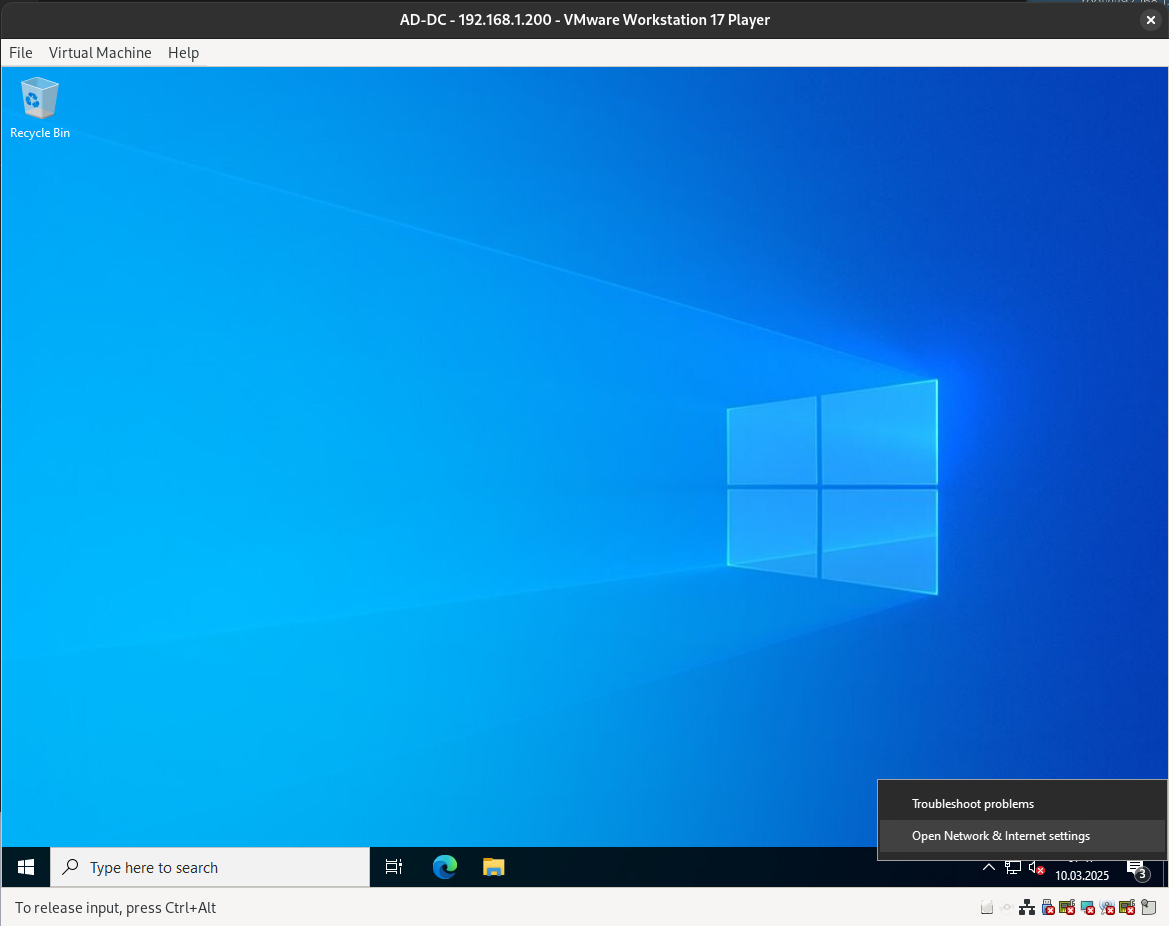 AD-DC - 192.168.1.200 - VMware Workstation 17 Player
File Virtual Machine Help
Recycle Bin
Troubleshoot problems
Open Network & Internet settings
Type here to search
10.03.2025
3
To release input, press Ctrl+Alt